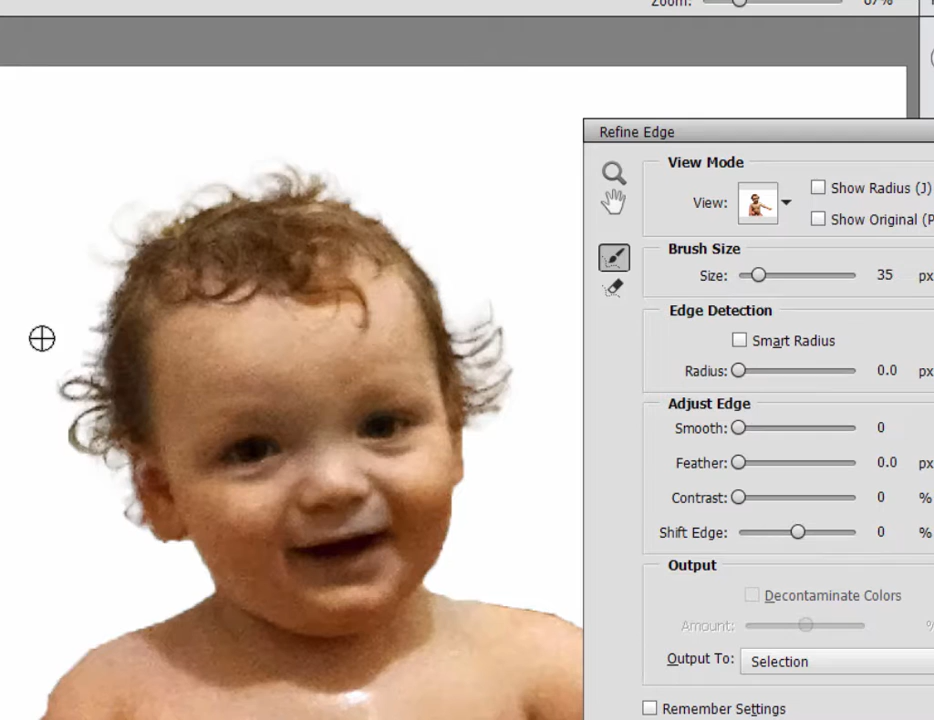 Zoom: 67%
Refine Edge
View Mode
View:
Show Radius (J)
Show Original (P
Brush Size
Size: 35 px
Edge Detection
Smart Radius
Radius: 0.0 px
Adjust Edge
Smooth: 0
Feather: 0.0 px
Contrast: 0 %
Shift Edge: 0 %
Output
Decontaminate Colors
Amount: %
Output To: Selection
Remember Settings